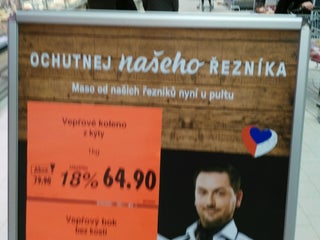 OCHUTNEJ našeho ŘEZNÍKA
Maso od našich řezníků nyní u pultu
Vepřové koleno
z kýty
1kg
Akce
79.90
18% 64.90
Vepřový bok
bez kosti